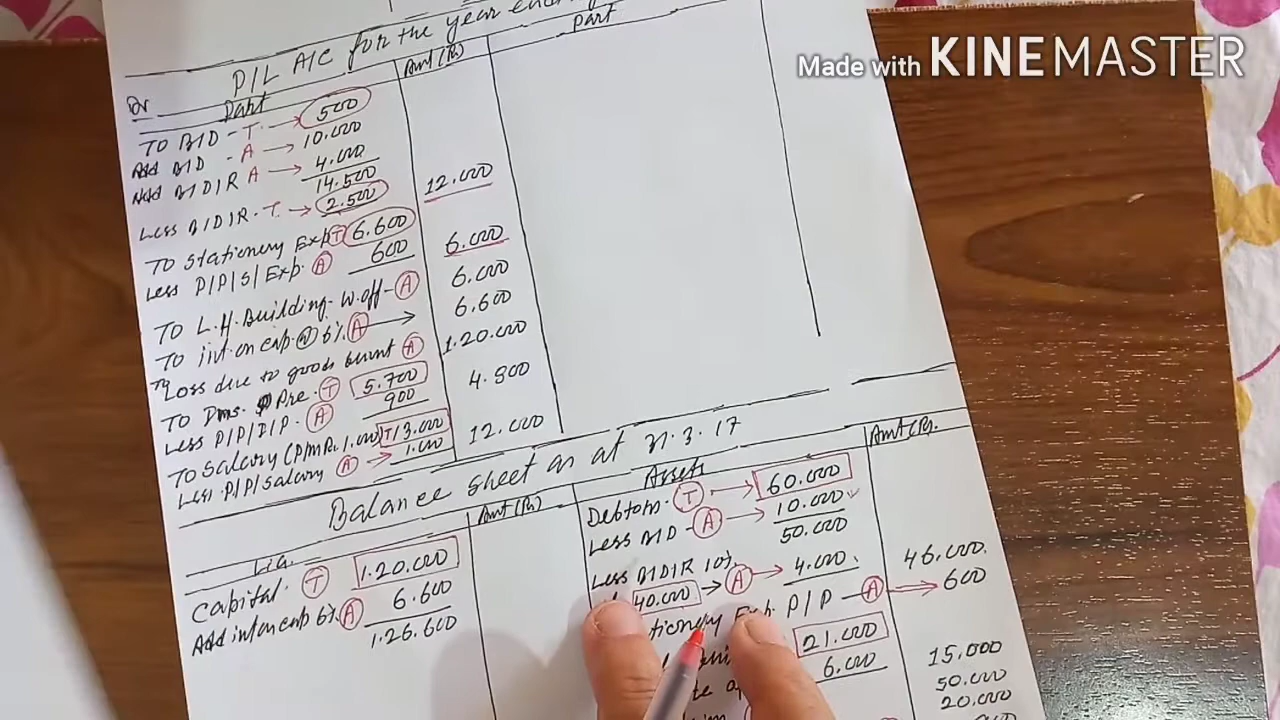 Made with KINEMASTER
P/L A/C for the year ending
Dr Part Amt (Rs) Part
To B/D - T → 500
Add B/D - A → 10.000
Add B/D/R A → 4.000
14.500
Less B/D/R - T → 2.500 12.000
To Stationery Exp T 6.600
Less P/P/S/Exp. A 600 6.000
To L.H. Building w.off - A 6.000
To int on cap @ 6% A → 6.600
To Loss due to goods burnt A 1.20.000
To Ins. Pre. T 5.700
Less P/P/I/P. A 900 4.800
To Salary (P/M Rs. 1.000) T 13.000
Less P/P/Salary A → 1.000 12.000
Balance sheet as at 31.3.17
Lia. Amt (Rs) Assets Amt (Rs.
Capital T 1.20.000
Add int on cap 6% A 6.600
1.26.600
Debtors T → 60.000
Less B/D - A → 10.000
50.000
Less B/D/R 10% → A → 4.000 46.000
40.000
Exp. P/P - A → 600
21.000
6.000 15.000
50.000
20.000